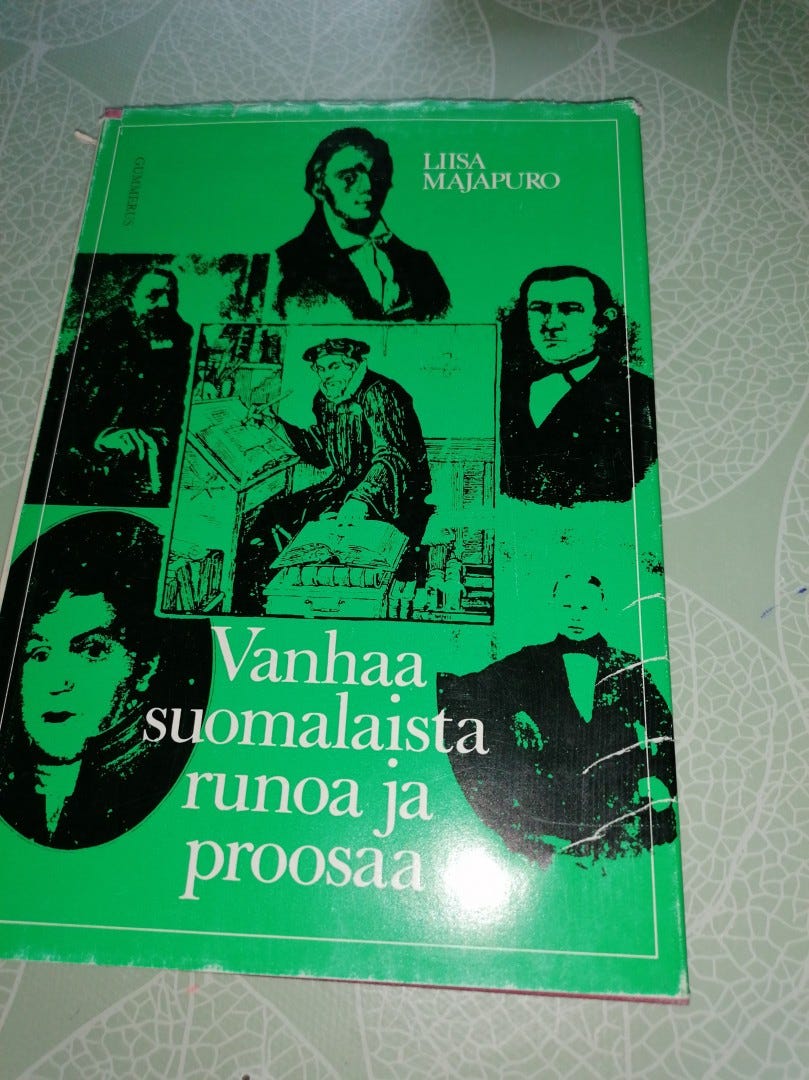 GUMMERUS
LIISA
MAJAPURO
Vanhaa
suomalaista
runoa ja
proosaa